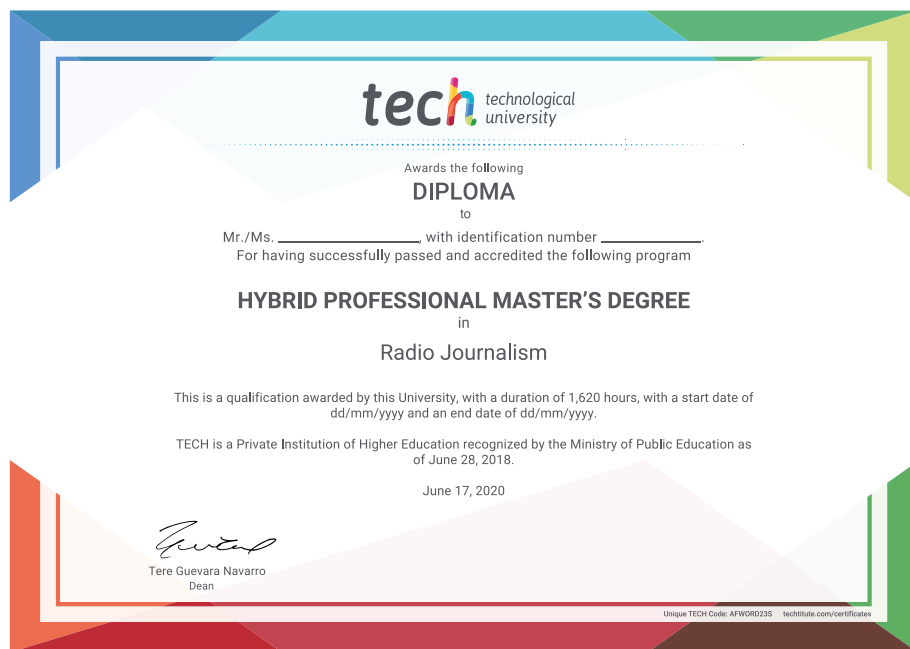 tech technological
university
Awards the following
DIPLOMA
to
Mr./Ms. ____________________, with identification number ______________.
For having successfully passed and accredited the following program
HYBRID PROFESSIONAL MASTER'S DEGREE
in
Radio Journalism
This is a qualification awarded by this University, with a duration of 1,620 hours, with a start date of
dd/mm/yyyy and an end date of dd/mm/yyyy.
TECH is a Private Institution of Higher Education recognized by the Ministry of Public Education as
of June 28, 2018.
June 17, 2020
Tere Guevara Navarro
Dean
Unique TECH Code: AFWORD23S techtitute.com/certificates